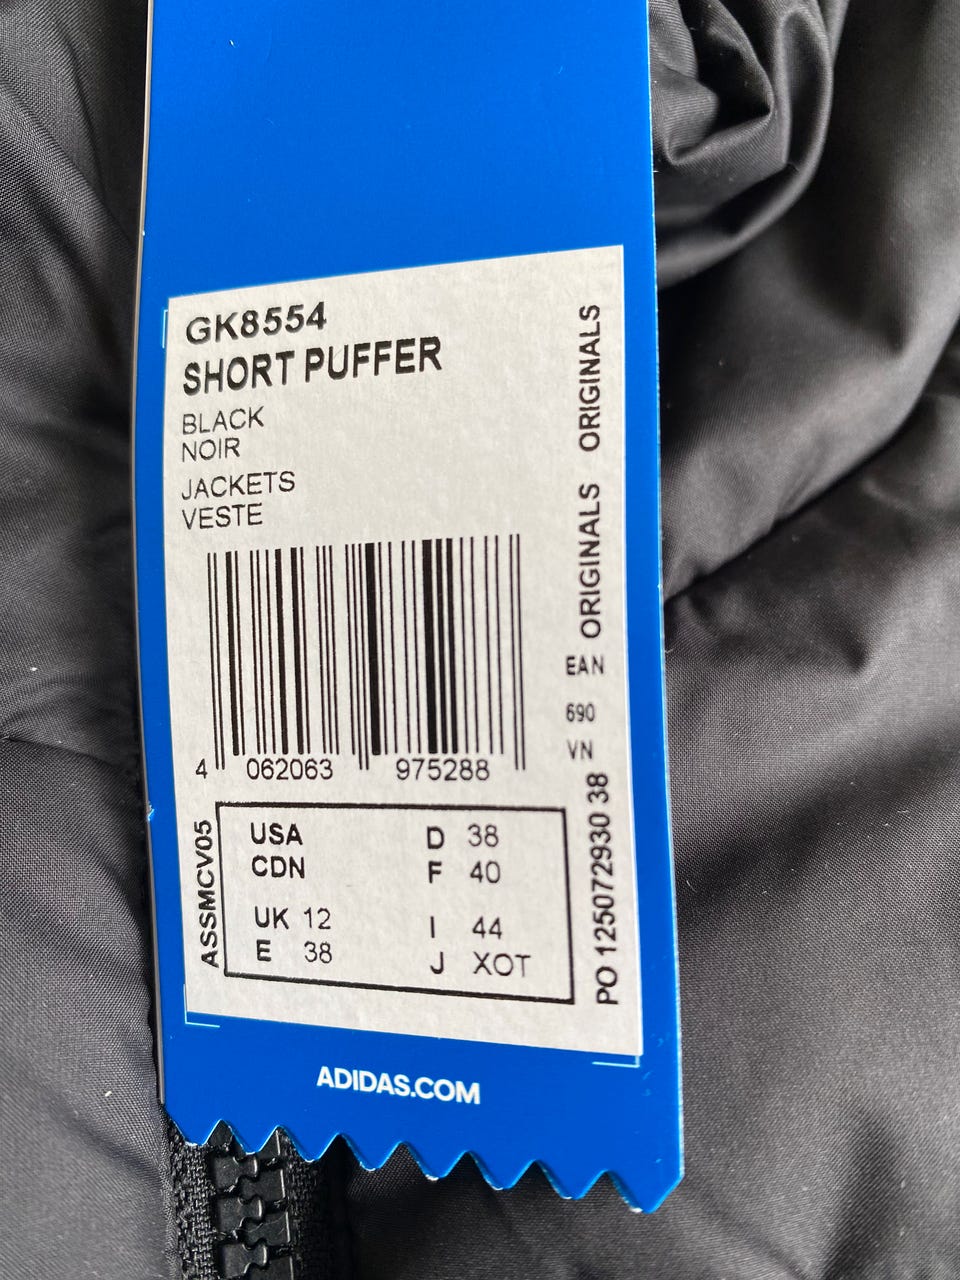 GK8554
SHORT PUFFER
BLACK
NOIR
JACKETS
VESTE
ORIGINALS ORIGINALS
EAN
690
VN
4 062063 975288
ASSMCV05
USA
CDN
UK 12
E 38
D 38
F 40
I 44
J XOT
PO 125072930 38
ADIDAS.COM